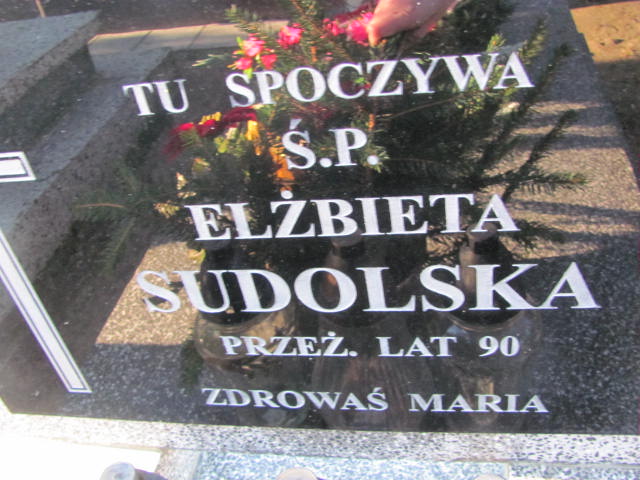 TU SPOCZYWA
Ś.P.
ELŻBIETA
SUDOLSKA
PRZEŻ. LAT 90
ZDROWAŚ MARIA